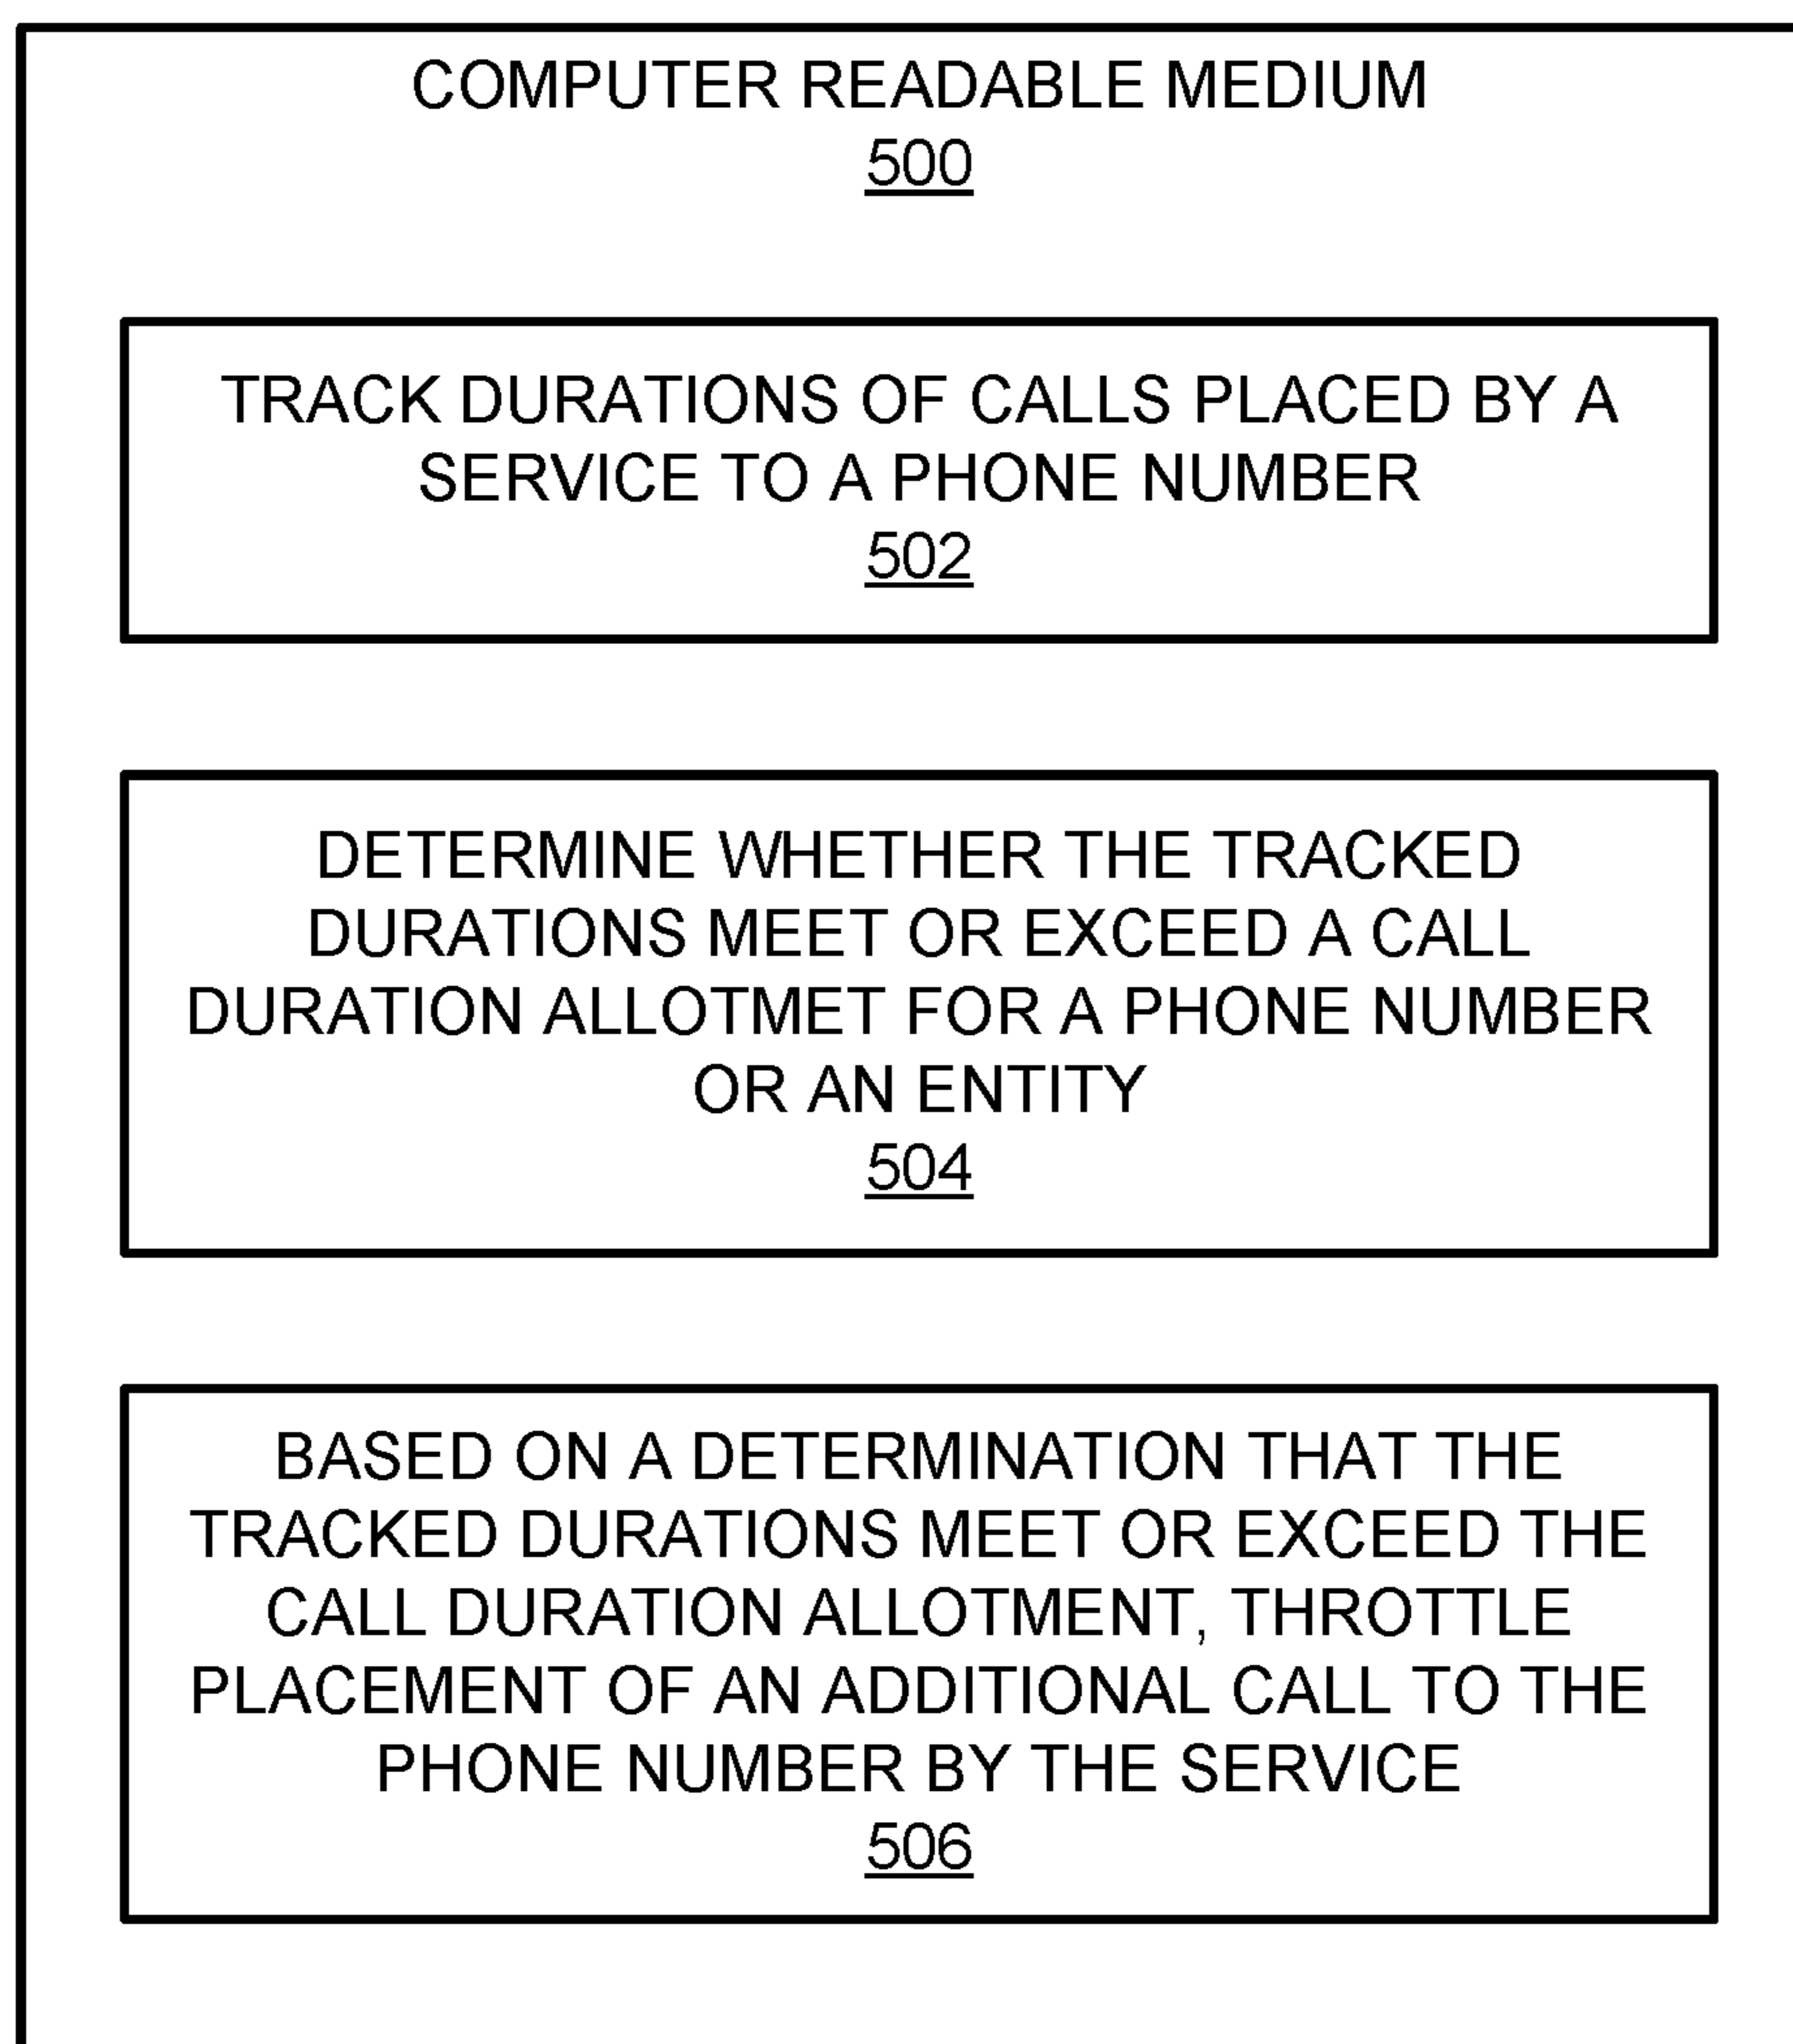 COMPUTER READABLE MEDIUM
500
TRACK DURATIONS OF CALLS PLACED BY A
SERVICE TO A PHONE NUMBER
502
DETERMINE WHETHER THE TRACKED
DURATIONS MEET OR EXCEED A CALL
DURATION ALLOTMET FOR A PHONE NUMBER
OR AN ENTITY
504
BASED ON A DETERMINATION THAT THE
TRACKED DURATIONS MEET OR EXCEED THE
CALL DURATION ALLOTMENT, THROTTLE
PLACEMENT OF AN ADDITIONAL CALL TO THE
PHONE NUMBER BY THE SERVICE
506